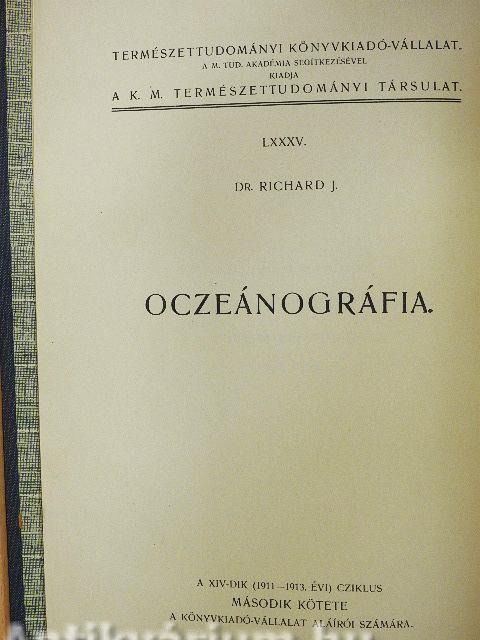 TERMÉSZETTUDOMÁNYI KÖNYVKIADÓ-VÁLLALAT.
A M. TUD. AKADÉMIA SEGÍTKEZÉSÉVEL
KIADJA
A K. M. TERMÉSZETTUDOMÁNYI TÁRSULAT.
LXXXV.
DR. RICHARD J.
OCZEÁNOGRÁFIA.
A XIV-DIK (1911—1913. ÉVI) CZIKLUS
MÁSODIK KÖTETE
A KÖNYVKIADÓ-VÁLLALAT ALÁÍRÓI SZÁMÁRA.